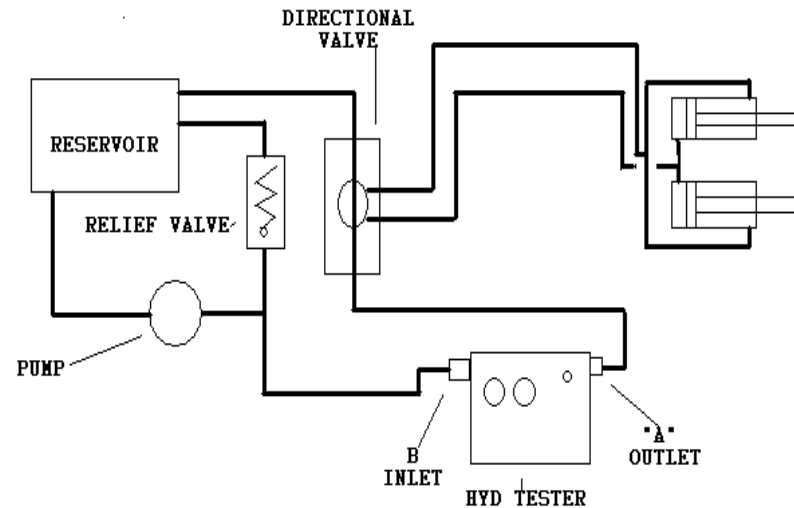 DIRECTIONAL
VALVE
RESERVOIR
RELIEF VALVE
PUMP
B
INLET
"A"
OUTLET
HYD TESTER